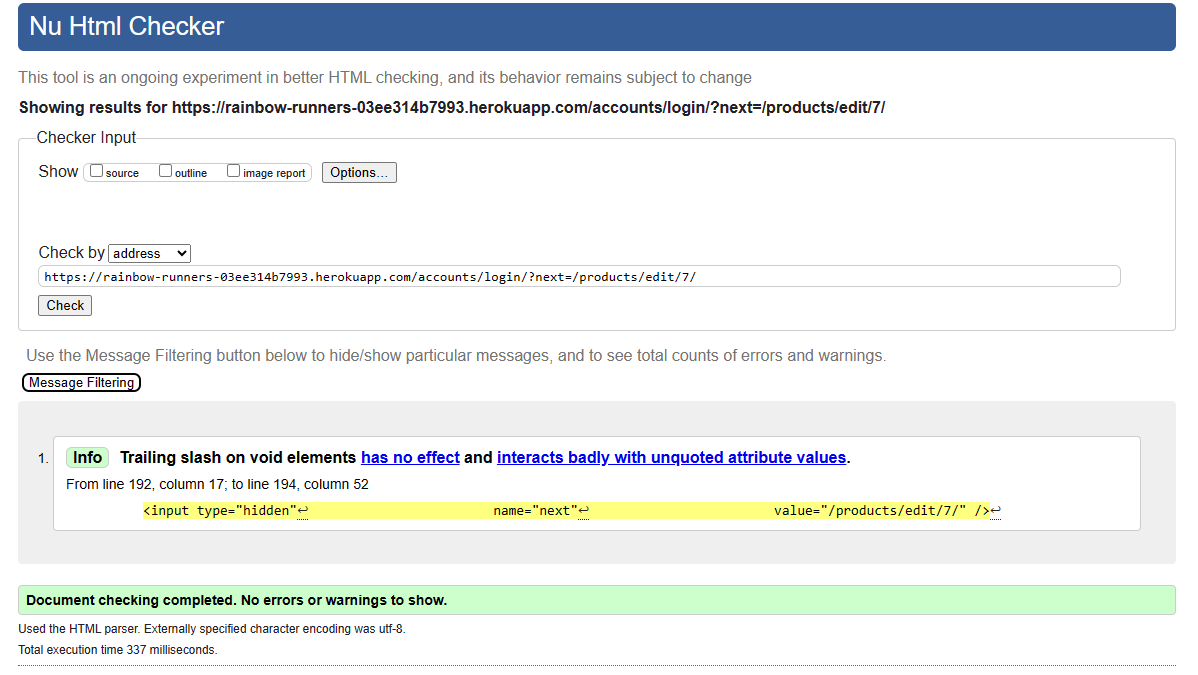 Nu Html Checker
This tool is an ongoing experiment in better HTML checking, and its behavior remains subject to change
Showing results for https://rainbow-runners-03ee314b7993.herokuapp.com/accounts/login/?next=/products/edit/7/
Checker Input
Show source outline image report Options...
Check by address
https://rainbow-runners-03ee314b7993.herokuapp.com/accounts/login/?next=/products/edit/7/
Check
Use the Message Filtering button below to hide/show particular messages, and to see total counts of errors and warnings.
Message Filtering
1. Info Trailing slash on void elements has no effect and interacts badly with unquoted attribute values.
From line 192, column 17; to line 194, column 52
<input type="hidden"↩ name="next"↩ value="/products/edit/7/" />↩
Document checking completed. No errors or warnings to show.
Used the HTML parser. Externally specified character encoding was utf-8.
Total execution time 337 milliseconds.